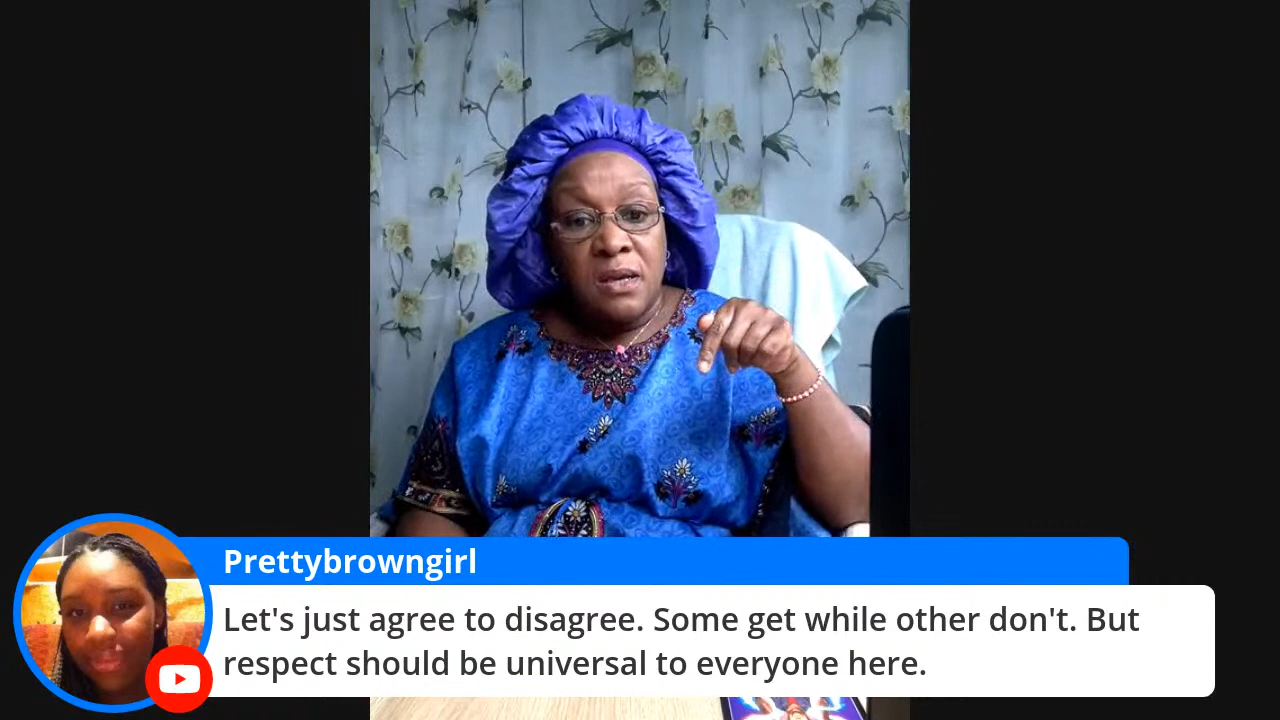 Prettybrowngirl
Let's just agree to disagree. Some get while other don't. But
respect should be universal to everyone here.